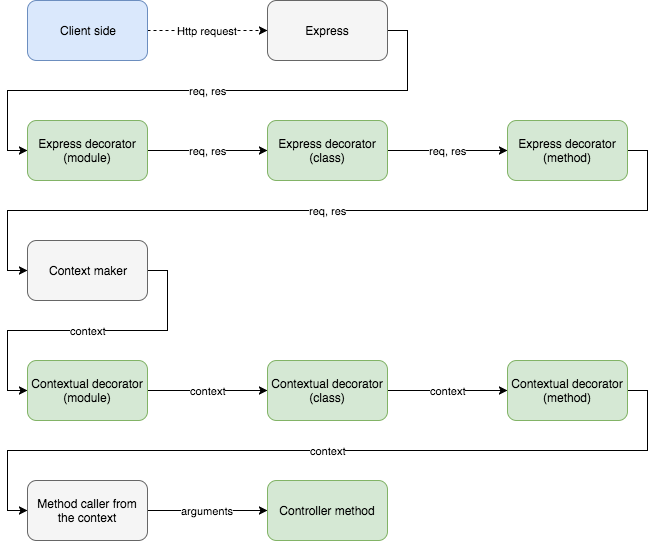 Client side
Http request
Express
req, res
Express decorator
(module)
req, res
Express decorator
(class)
req, res
Express decorator
(method)
req, res
Context maker
context
Contextual decorator
(module)
context
Contextual decorator
(class)
context
Contextual decorator
(method)
context
Method caller from
the context
arguments
Controller method